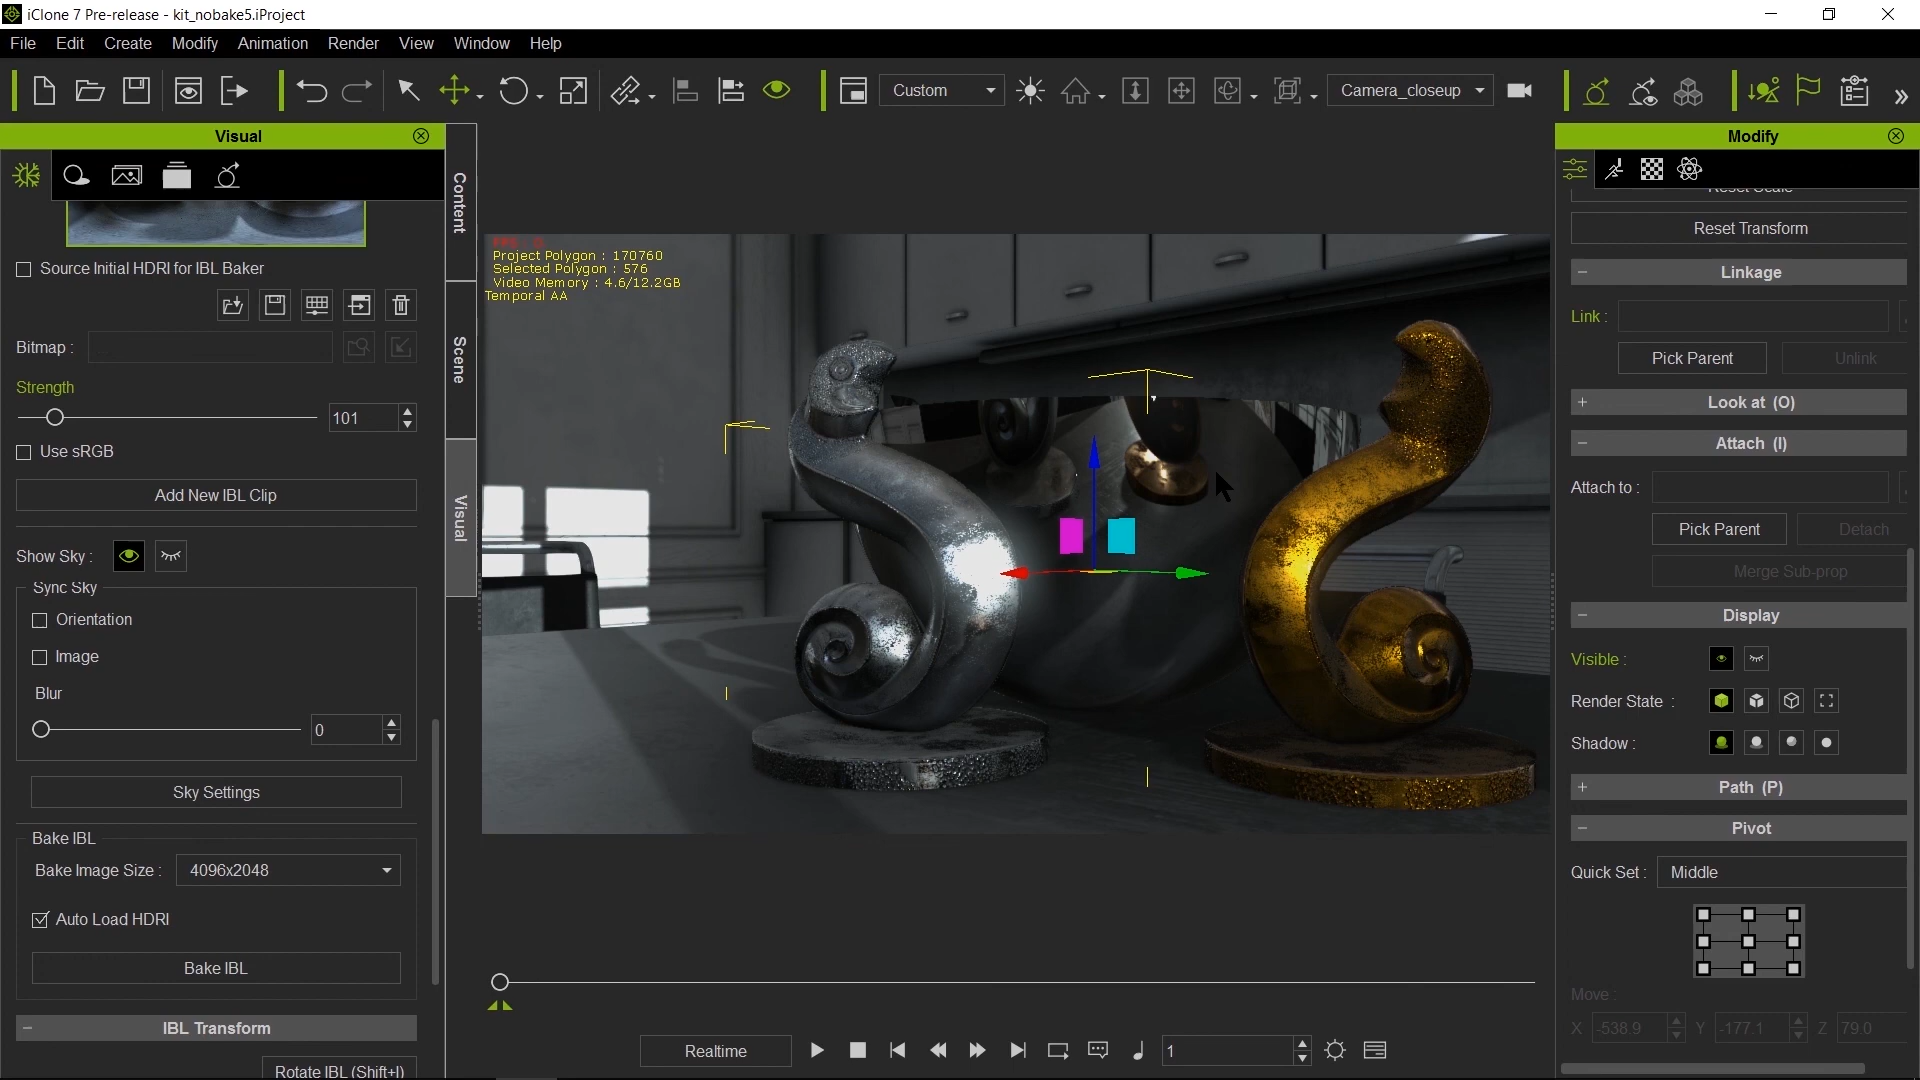 iClone 7 Pre-release - kit_nobake5.iProject
File Edit Create Modify Animation Render View Window Help
Custom
Camera_closeup
Visual
Content
Scene
Visual
Source Initial HDRI for IBL Baker
Bitmap :
Strength
101
Use sRGB
Add New IBL Clip
Show Sky :
Sync Sky
Orientation
Image
Blur
0
Sky Settings
Bake IBL
Bake Image Size : 4096x2048
Auto Load HDRI
Bake IBL
IBL Transform
Rotate IBL (Shift+I)
Project Polygon : 170760
Selected Polygon : 576
Video Memory : 4.6/12.2GB
Temporal AA
Realtime
1
Modify
Reset Scale
Reset Transform
Linkage
Link :
Pick Parent Unlink
Look at (O)
Attach (I)
Attach to :
Pick Parent Detach
Merge Sub-prop
Display
Visible :
Render State :
Shadow :
Path (P)
Pivot
Quick Set : Middle
Move :
X -538.9 Y -177.1 Z 79.0